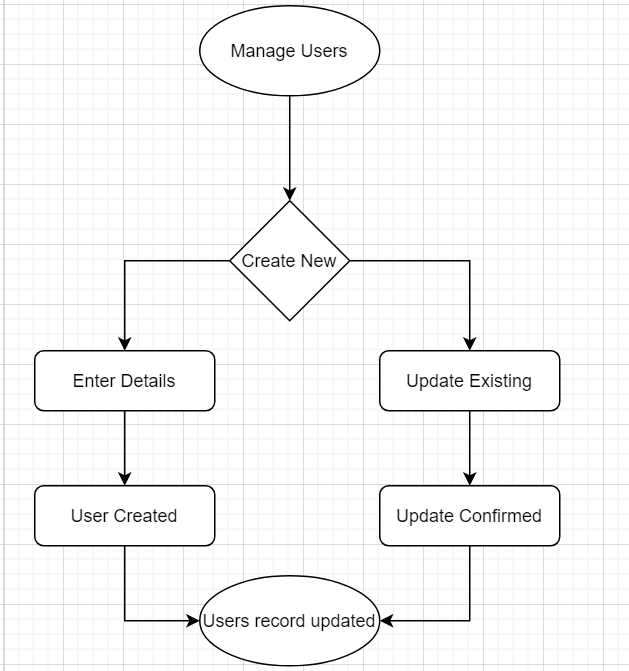 Manage Users
Create New
Enter Details
Update Existing
User Created
Update Confirmed
Users record updated